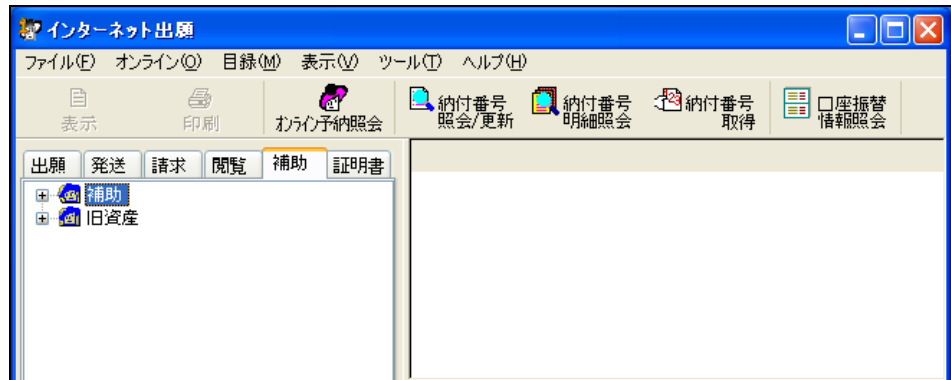 インターネット出願
ファイル(F) オンライン(O) 目録(M) 表示(V) ツール(T) ヘルプ(H)
表示
印刷
オンライン予納照会
納付番号
照会/更新
納付番号
明細照会
納付番号
取得
口座振替
情報照会
出願 発送 請求 閲覧 補助 証明書
補助
旧資産